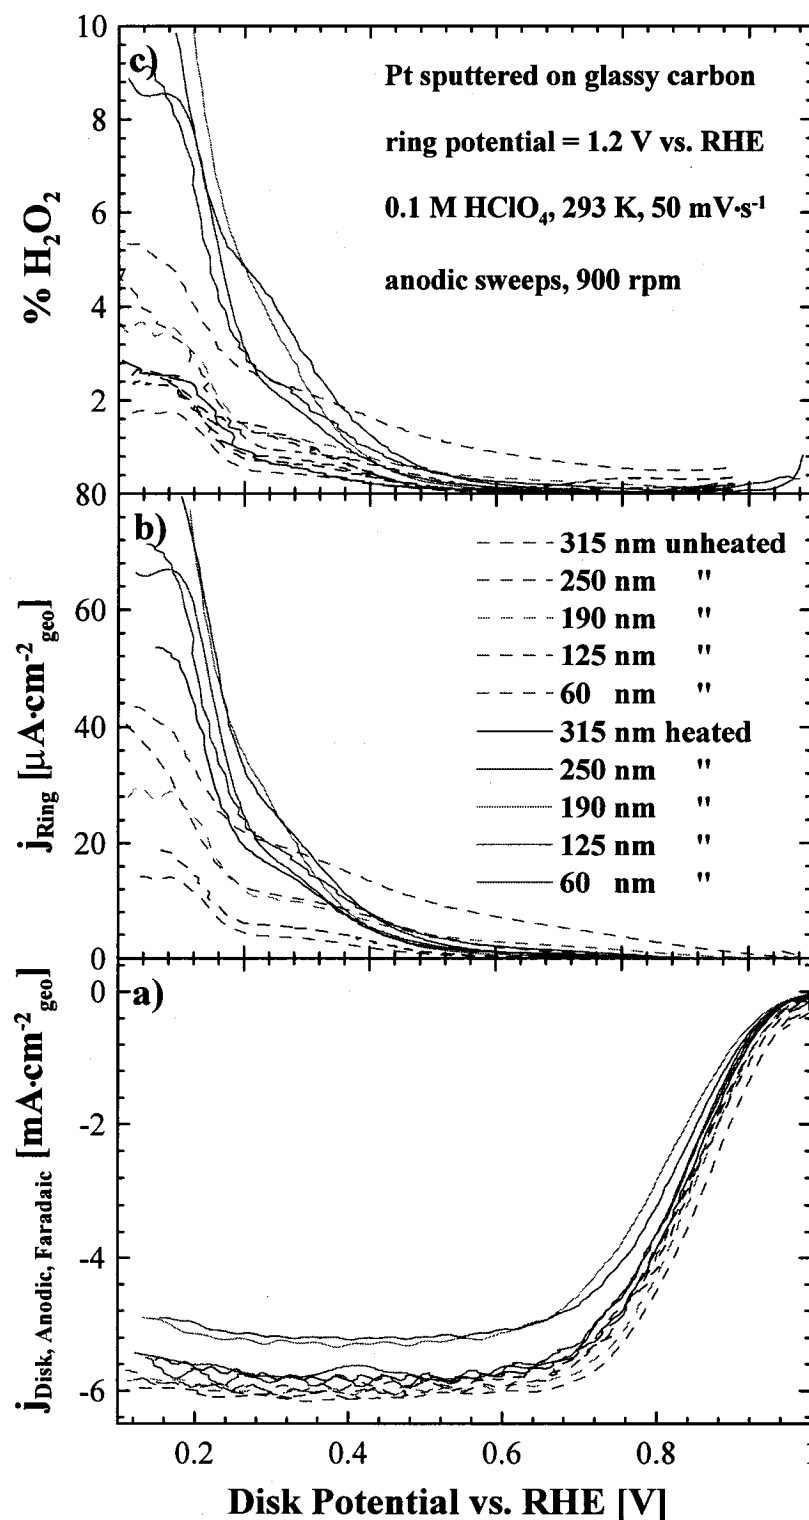 c)
Pt sputtered on glassy carbon
ring potential = 1.2 V vs. RHE
0.1 M HClO4, 293 K, 50 mV·s-1
anodic sweeps, 900 rpm
% H2O2
10
8
6
4
2
80
b)
315 nm unheated
250 nm "
190 nm "
125 nm "
60 nm "
315 nm heated
250 nm "
190 nm "
125 nm "
60 nm "
jRing [μA·cm-2geo]
60
40
20
0
a)
jDisk, Anodic, Faradaic [mA·cm-2geo]
0
-2
-4
-6
0.2 0.4 0.6 0.8 1
Disk Potential vs. RHE [V]